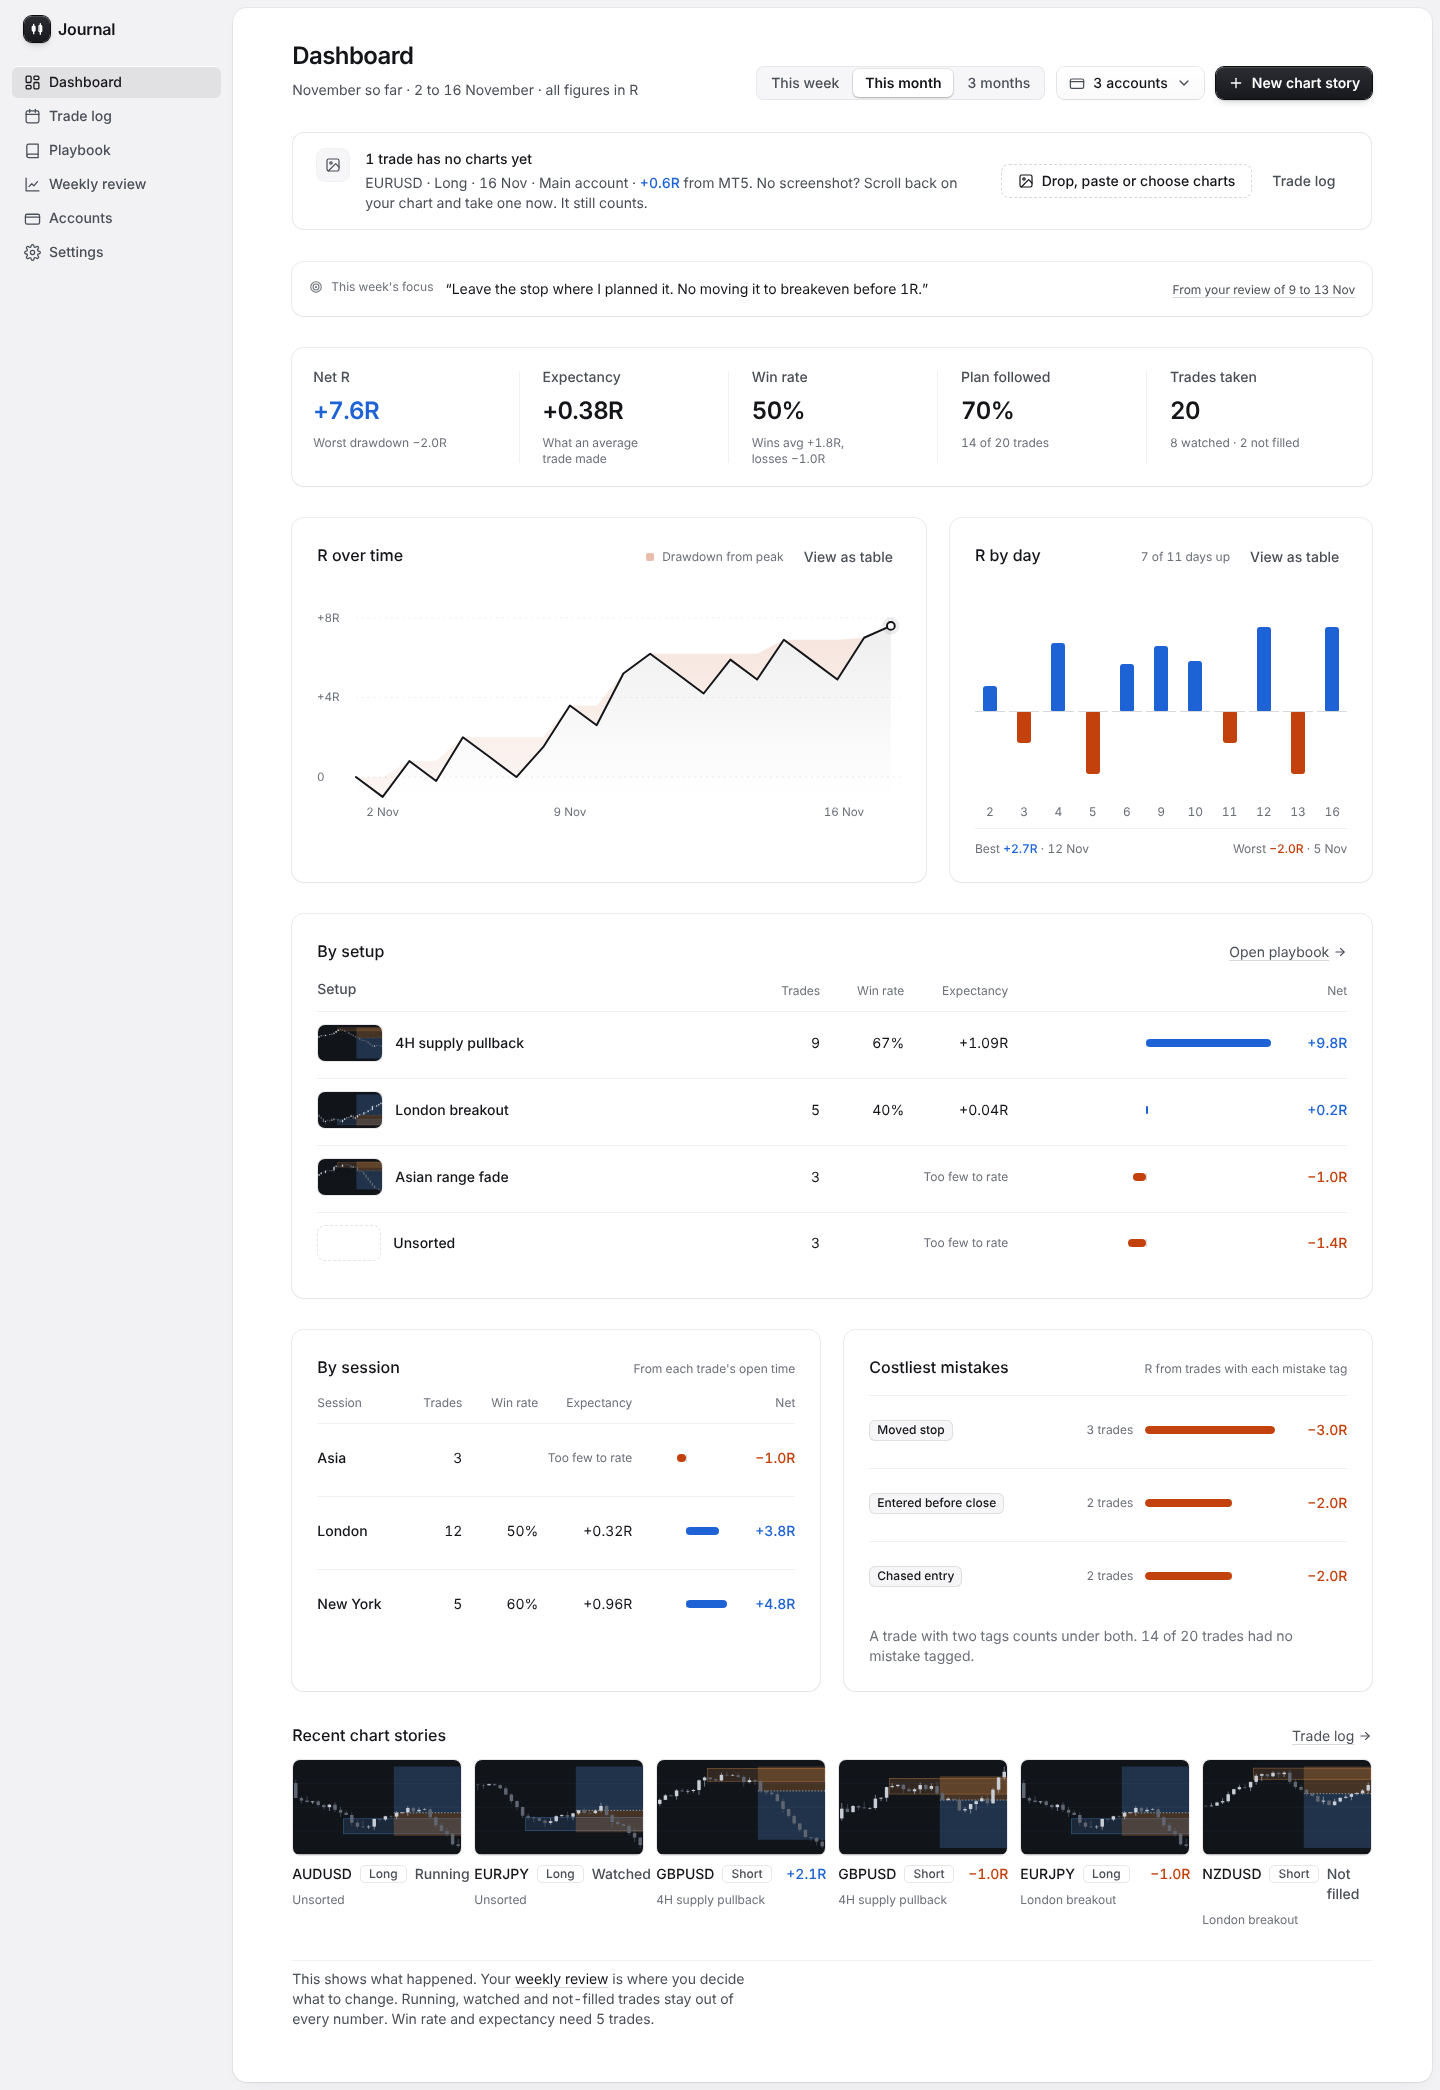 Journal
Dashboard
Trade log
Playbook
Weekly review
Accounts
Settings
Dashboard
November so far · 2 to 16 November · all figures in R
This week
This month
3 months
3 accounts
New chart story
1 trade has no charts yet
EURUSD · Long · 16 Nov · Main account · +0.6R from MT5. No screenshot? Scroll back on
your chart and take one now. It still counts.
Drop, paste or choose charts
Trade log
This week's focus
“Leave the stop where I planned it. No moving it to breakeven before 1R.”
From your review of 9 to 13 Nov
Net R
+7.6R
Worst drawdown −2.0R
Expectancy
+0.38R
What an average
trade made
Win rate
50%
Wins avg +1.8R,
losses −1.0R
Plan followed
70%
14 of 20 trades
Trades taken
20
8 watched · 2 not filled
R over time
Drawdown from peak
View as table
+8R
+4R
0
2 Nov
9 Nov
16 Nov
R by day
7 of 11 days up
View as table
2 3 4 5 6 9 10 11 12 13 16
Best +2.7R · 12 Nov
Worst −2.0R · 5 Nov
By setup
Open playbook →
Setup Trades Win rate Expectancy Net
4H supply pullback 9 67% +1.09R +9.8R
London breakout 5 40% +0.04R +0.2R
Asian range fade 3 Too few to rate −1.0R
Unsorted 3 Too few to rate −1.4R
By session
From each trade's open time
Session Trades Win rate Expectancy Net
Asia 3 Too few to rate −1.0R
London 12 50% +0.32R +3.8R
New York 5 60% +0.96R +4.8R
Costliest mistakes
R from trades with each mistake tag
Moved stop 3 trades −3.0R
Entered before close 2 trades −2.0R
Chased entry 2 trades −2.0R
A trade with two tags counts under both. 14 of 20 trades had no
mistake tagged.
Recent chart stories
Trade log →
AUDUSD Long Running
Unsorted
EURJPY Long Watched
Unsorted
GBPUSD Short +2.1R
4H supply pullback
GBPUSD Short −1.0R
4H supply pullback
EURJPY Long −1.0R
London breakout
NZDUSD Short Not
filled
London breakout
This shows what happened. Your weekly review is where you decide
what to change. Running, watched and not-filled trades stay out of
every number. Win rate and expectancy need 5 trades.